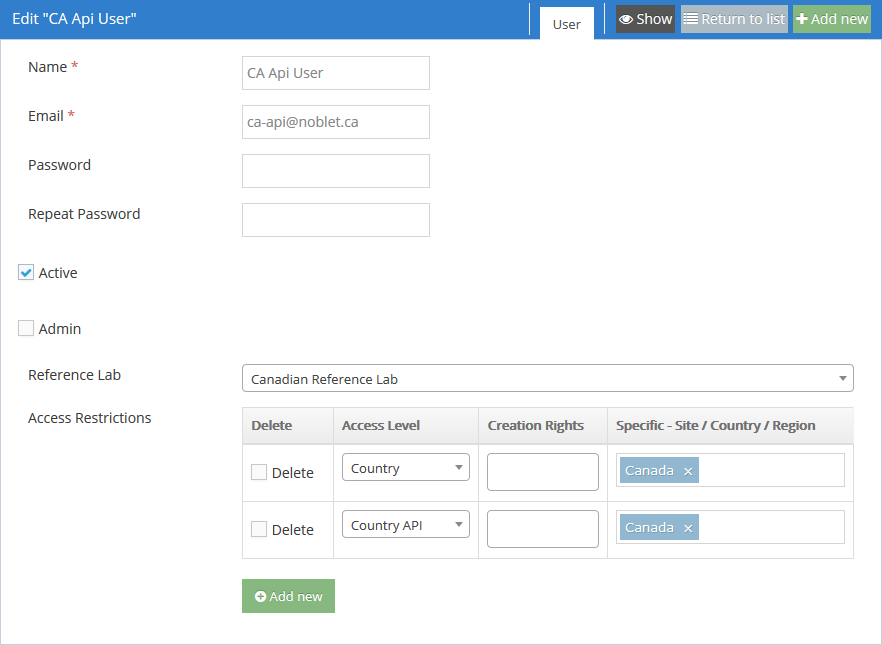 Edit "CA Api User" User Show Return to list Add new
Name * CA Api User
Email * ca-api@noblet.ca
Password
Repeat Password
Active
Admin
Reference Lab Canadian Reference Lab
Access Restrictions Delete Access Level Creation Rights Specific - Site / Country / Region
Delete Country Canada ×
Delete Country API Canada ×
Add new